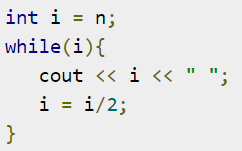 int i = n;
while(i){
   cout << i << " ";
   i = i/2;
}